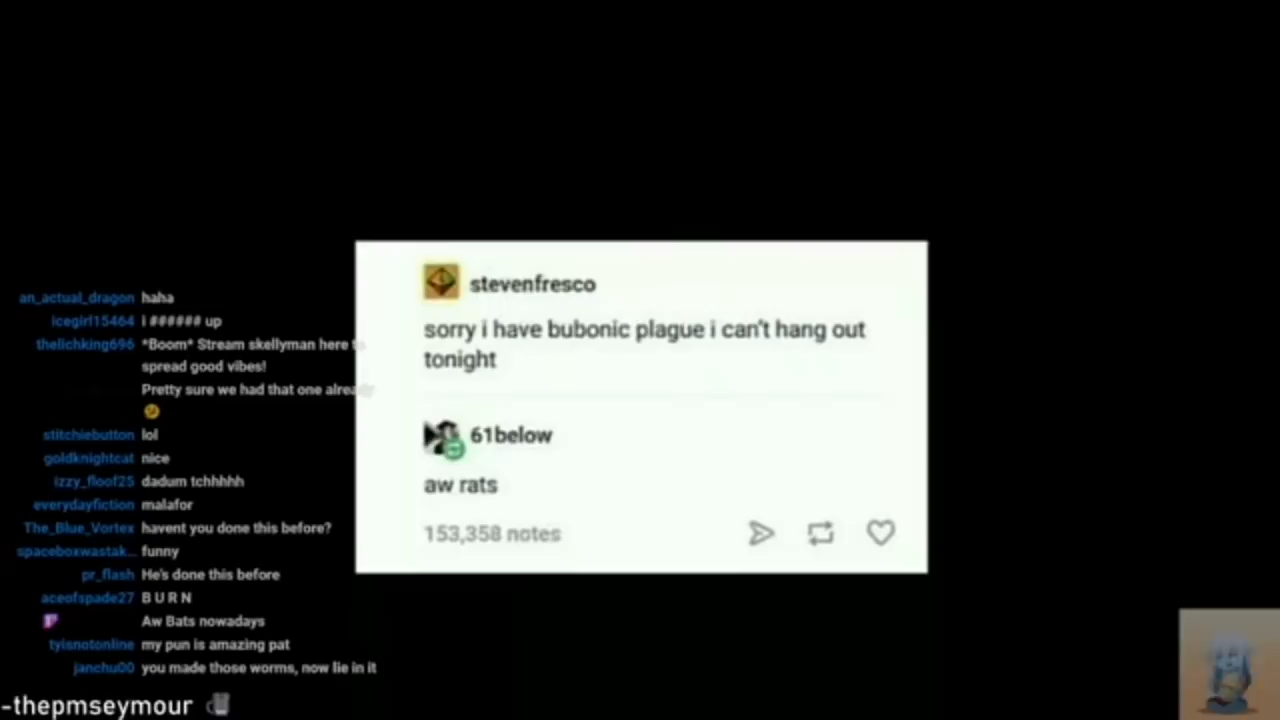 an_actual_dragon haha
icegirl15464 i ###### up
thelichking696 *Boom* Stream skellyman here
spread good vibes!
Pretty sure we had that one
stitchiebutton lol
goldknightcat nice
izzy_floof25 dadum tchhhhh
everydayfiction malafor
The_Blue_Vortex havent you done this before?
spaceboxwastak... funny
pr_flash He's done this before
aceofspade27 B U R N
Aw Bats nowadays
tyisnotonline my pun is amazing pat
janchu00 you made those worms, now lie in it
-thepmseymour
stevenfresco
sorry i have bubonic plague i can't hang out
tonight
61below
aw rats
153,358 notes